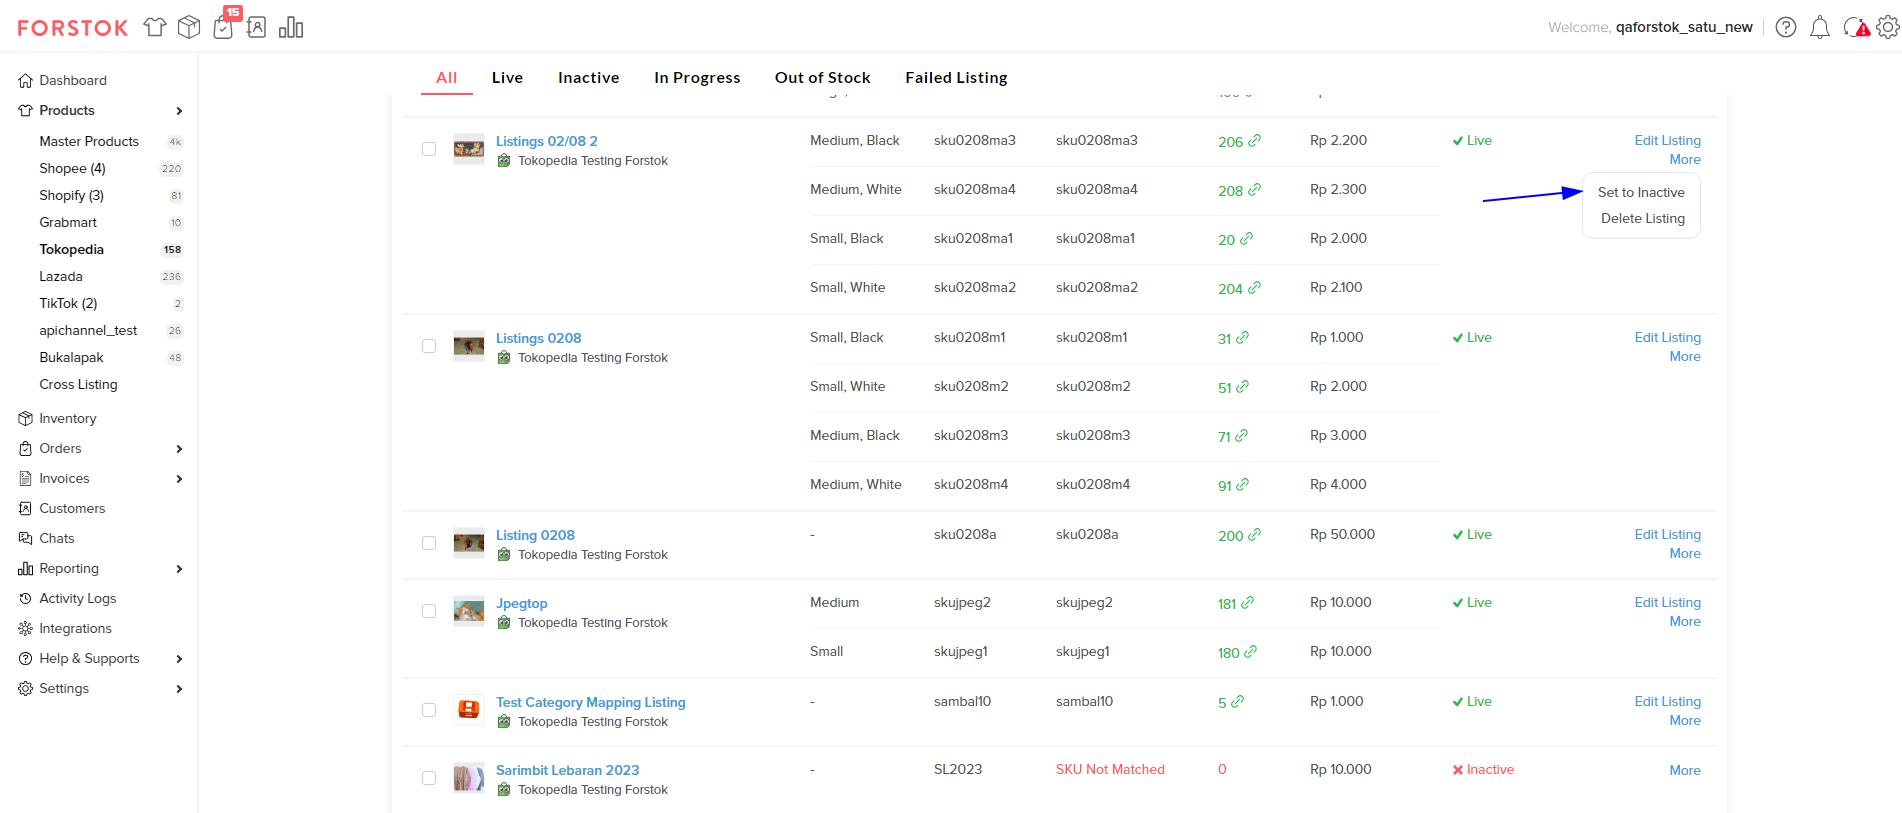 FORSTOK
15
Welcome, qaforstok_satu_new
Dashboard
Products
Master Products 4k
Shopee (4) 220
Shopify (3) 81
Grabmart 10
Tokopedia 158
Lazada 236
TikTok (2) 2
apichannel_test 26
Bukalapak 48
Cross Listing
Inventory
Orders
Invoices
Customers
Chats
Reporting
Activity Logs
Integrations
Help & Supports
Settings
All Live Inactive In Progress Out of Stock Failed Listing
Listings 02/08 2
Tokopedia Testing Forstok
Medium, Black sku0208ma3 sku0208ma3 206 Rp 2.200 Live Edit Listing
More
Medium, White sku0208ma4 sku0208ma4 208 Rp 2.300
Set to Inactive
Delete Listing
Small, Black sku0208ma1 sku0208ma1 20 Rp 2.000
Small, White sku0208ma2 sku0208ma2 204 Rp 2.100
Listings 0208
Tokopedia Testing Forstok
Small, Black sku0208m1 sku0208m1 31 Rp 1.000 Live Edit Listing
More
Small, White sku0208m2 sku0208m2 51 Rp 2.000
Medium, Black sku0208m3 sku0208m3 71 Rp 3.000
Medium, White sku0208m4 sku0208m4 91 Rp 4.000
Listing 0208
Tokopedia Testing Forstok
- sku0208a sku0208a 200 Rp 50.000 Live Edit Listing
More
Jpegtop
Tokopedia Testing Forstok
Medium skujpeg2 skujpeg2 181 Rp 10.000 Live Edit Listing
More
Small skujpeg1 skujpeg1 180 Rp 10.000
Test Category Mapping Listing
Tokopedia Testing Forstok
- sambal10 sambal10 5 Rp 1.000 Live Edit Listing
More
Sarimbit Lebaran 2023
Tokopedia Testing Forstok
- SL2023 SKU Not Matched 0 Rp 10.000 Inactive More